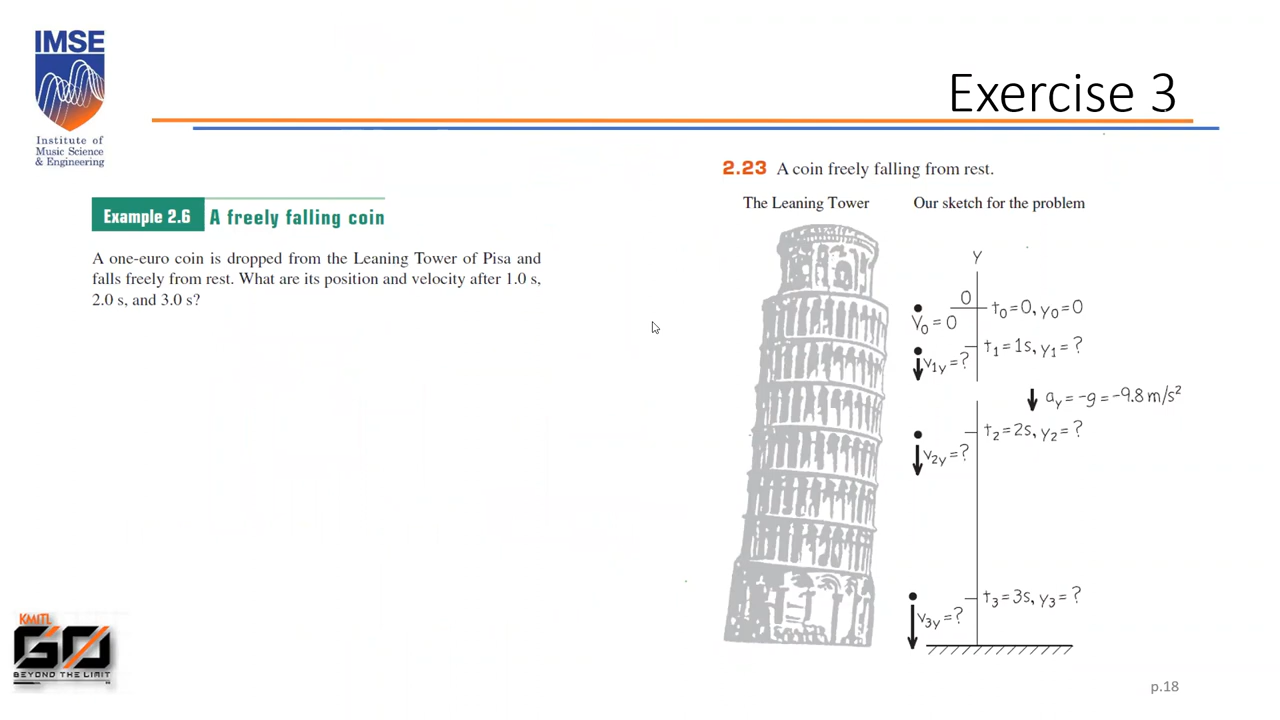 IMSE
Institute of
Music Science
& Engineering
Exercise 3
Example 2.6 A freely falling coin
A one-euro coin is dropped from the Leaning Tower of Pisa and
falls freely from rest. What are its position and velocity after 1.0 s,
2.0 s, and 3.0 s?
2.23 A coin freely falling from rest.
The Leaning Tower
Our sketch for the problem
Y
0
t₀=0, y₀=0
V₀=0
t₁=1s, y₁=?
v₁y=?
ay=-g=-9.8m/s²
t₂=2s, y₂=?
v₂y=?
t₃=3s, y₃=?
v₃y=?
KMITL
GO
BEYOND THE LIMIT
p.18